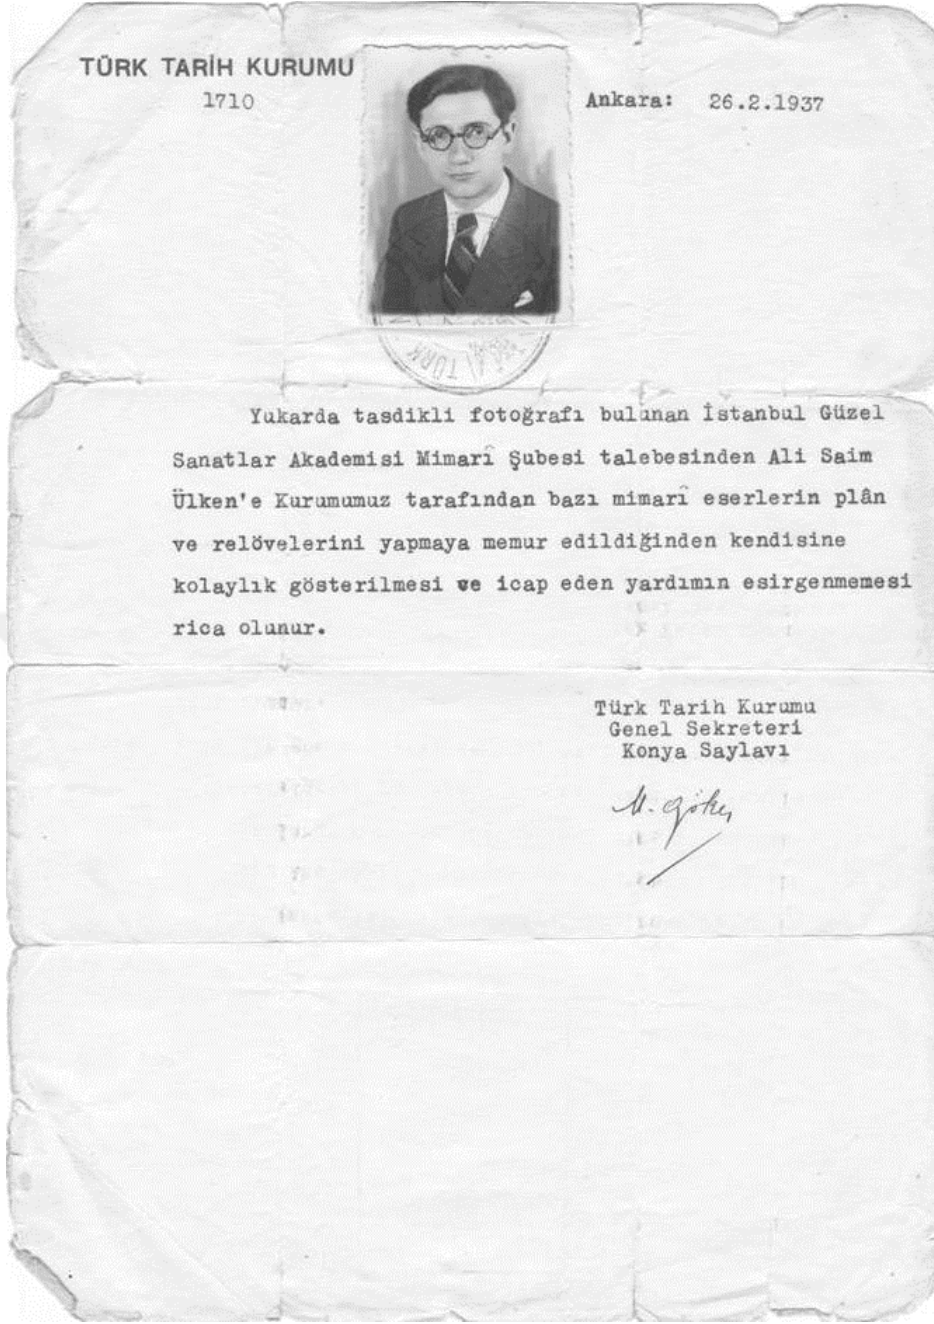 TÜRK TARİH KURUMU
1710
Ankara: 26.2.1937
TÜRK
Yukarda tasdikli fotoğrafı bulunan İstanbul Güzel
Sanatlar Akademisi Mimarî Şubesi talebesinden Ali Saim
Ülken'e Kurumumuz tarafından bazı mimarî eserlerin plân
ve relövelerini yapmaya memur edildiğinden kendisine
kolaylık gösterilmesi ve icap eden yardımın esirgenmemesi
rica olunur.
Türk Tarih Kurumu
Genel Sekreteri
Konya Saylavı
M. Göker